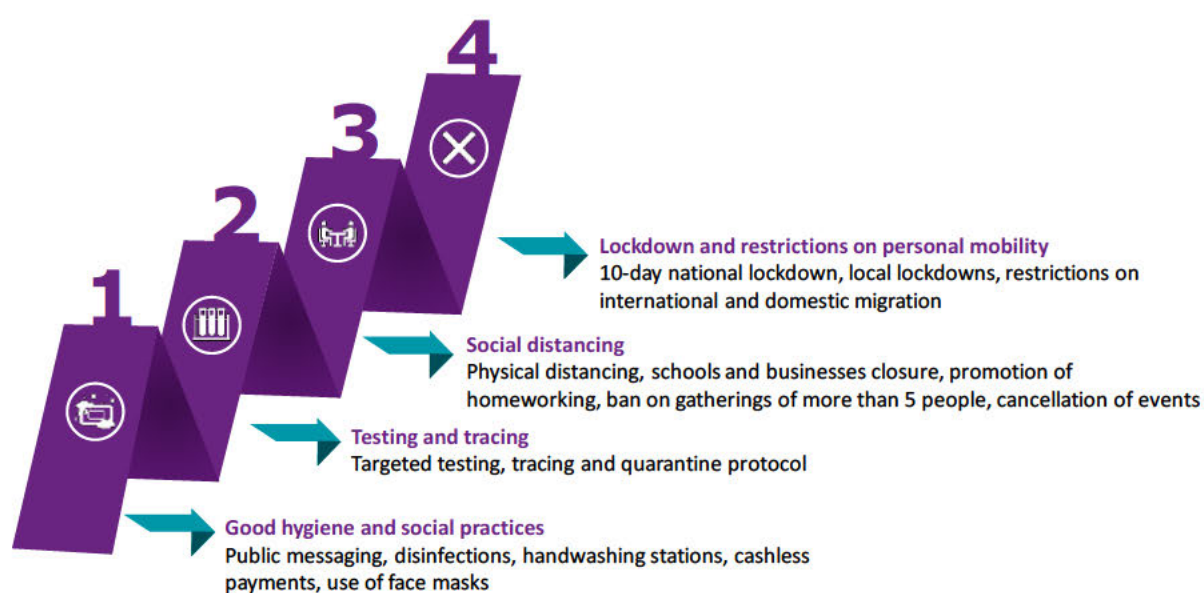 4
3
2
1
Lockdown and restrictions on personal mobility
10-day national lockdown, local lockdowns, restrictions on
international and domestic migration
Social distancing
Physical distancing, schools and businesses closure, promotion of
homeworking, ban on gatherings of more than 5 people, cancellation of events
Testing and tracing
Targeted testing, tracing and quarantine protocol
Good hygiene and social practices
Public messaging, disinfections, handwashing stations, cashless
payments, use of face masks